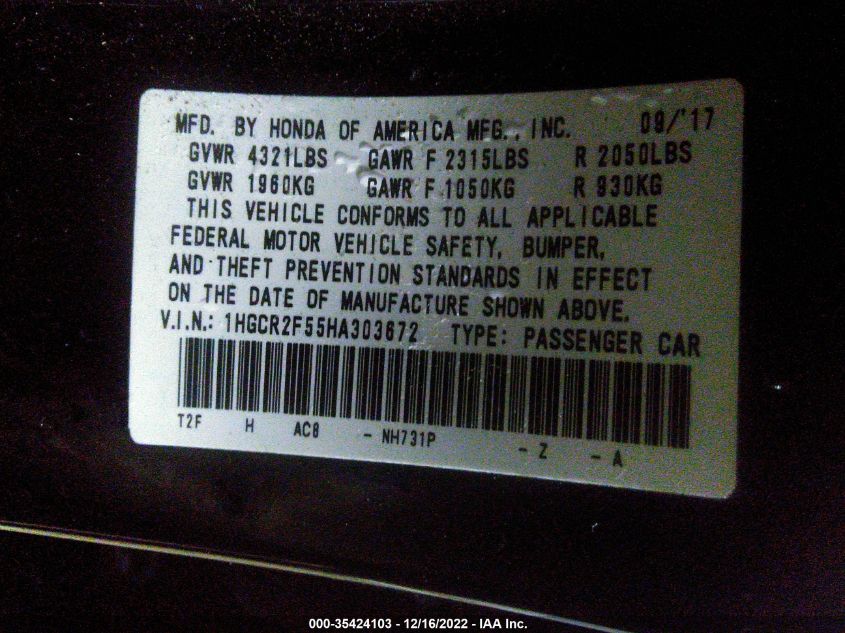 MFD. BY HONDA OF AMERICA MFG., INC. 09/'17
GVWR 4321LBS GAWR F 2315LBS R 2050LBS
GVWR 1960KG GAWR F 1050KG R 930KG
THIS VEHICLE CONFORMS TO ALL APPLICABLE
FEDERAL MOTOR VEHICLE SAFETY, BUMPER,
AND THEFT PREVENTION STANDARDS IN EFFECT
ON THE DATE OF MANUFACTURE SHOWN ABOVE.
V.I.N.: 1HGCR2F55HA303672 TYPE: PASSENGER CAR
T2F H AC8 - NH731P - Z - A
000-35424103 - 12/16/2022 - IAA Inc.